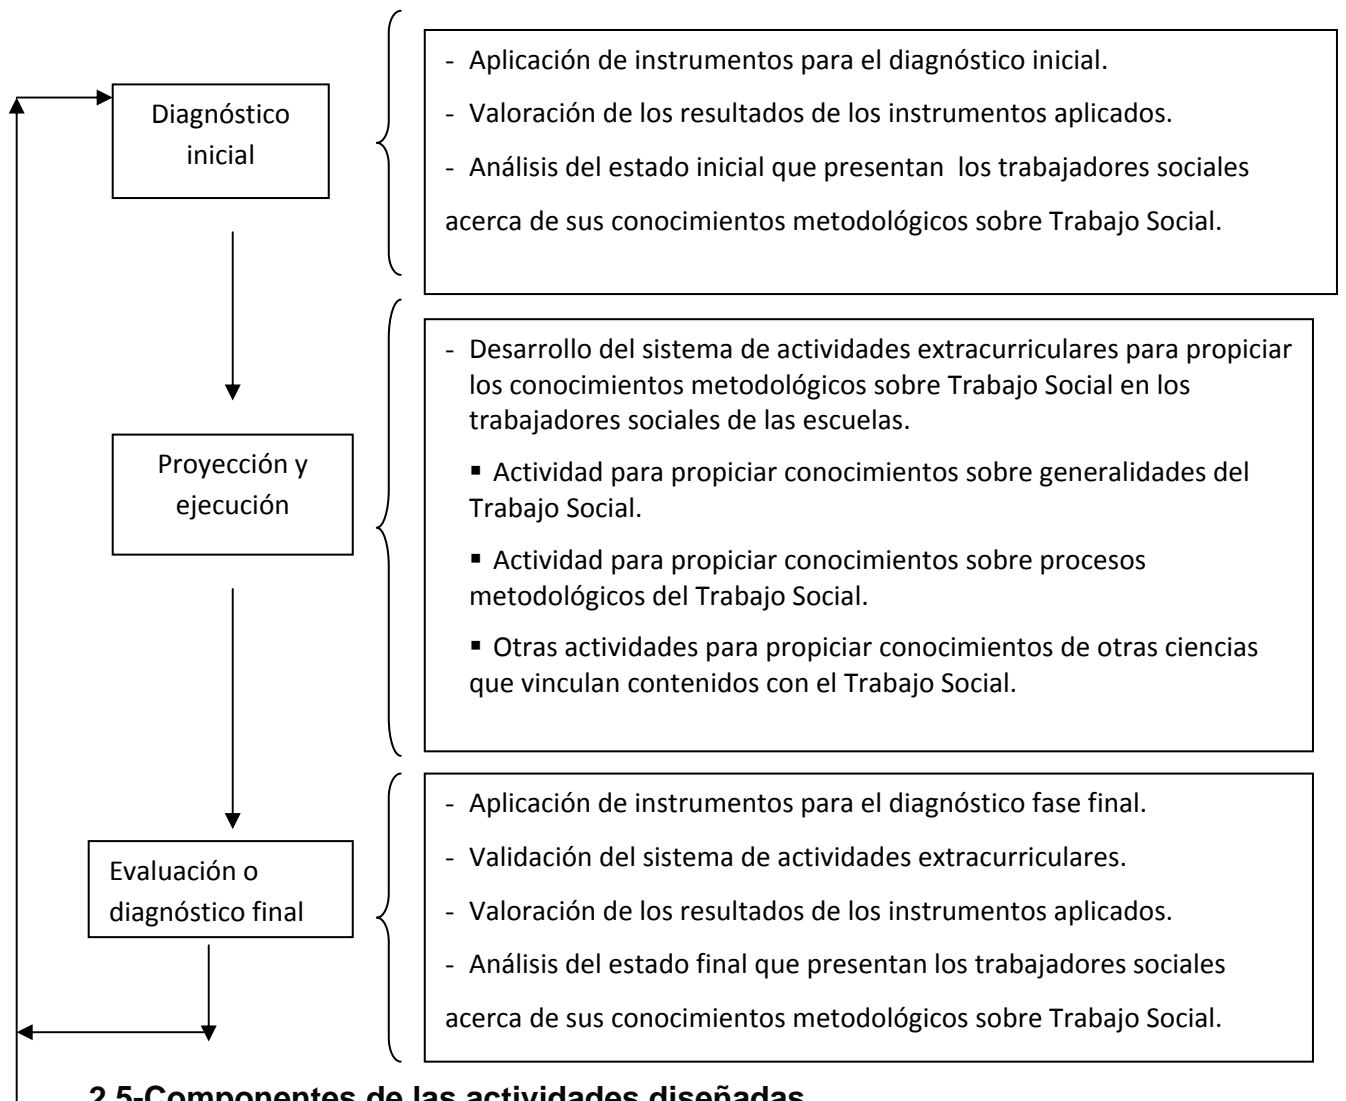 Diagnóstico
inicial
- Aplicación de instrumentos para el diagnóstico inicial.
- Valoración de los resultados de los instrumentos aplicados.
- Análisis del estado inicial que presentan los trabajadores sociales
acerca de sus conocimientos metodológicos sobre Trabajo Social.
Proyección y
ejecución
- Desarrollo del sistema de actividades extracurriculares para propiciar
los conocimientos metodológicos sobre Trabajo Social en los
trabajadores sociales de las escuelas.
▪ Actividad para propiciar conocimientos sobre generalidades del
Trabajo Social.
▪ Actividad para propiciar conocimientos sobre procesos
metodológicos del Trabajo Social.
▪ Otras actividades para propiciar conocimientos de otras ciencias
que vinculan contenidos con el Trabajo Social.
Evaluación o
diagnóstico final
- Aplicación de instrumentos para el diagnóstico fase final.
- Validación del sistema de actividades extracurriculares.
- Valoración de los resultados de los instrumentos aplicados.
- Análisis del estado final que presentan los trabajadores sociales
acerca de sus conocimientos metodológicos sobre Trabajo Social.
2.5-Componentes de las actividades diseñadas